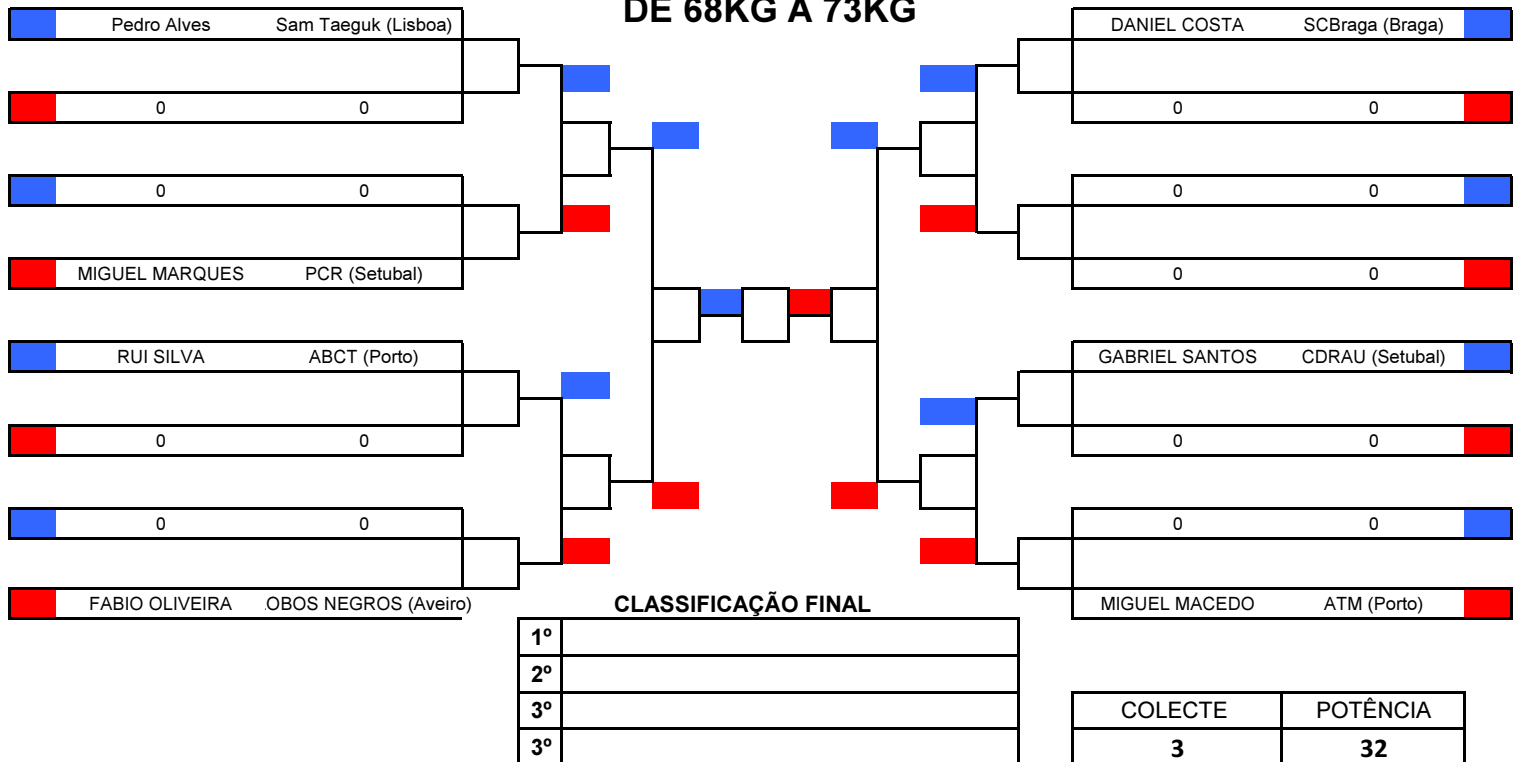 DE 68KG A 73KG
Pedro Alves Sam Taeguk (Lisboa)
0 0
0 0
MIGUEL MARQUES PCR (Setubal)
RUI SILVA ABCT (Porto)
0 0
0 0
FABIO OLIVEIRA .OBOS NEGROS (Aveiro)
DANIEL COSTA SCBraga (Braga)
0 0
0 0
0 0
GABRIEL SANTOS CDRAU (Setubal)
0 0
0 0
MIGUEL MACEDO ATM (Porto)
CLASSIFICAÇÃO FINAL
1º
2º
3º
3º
COLECTE POTÊNCIA
3 32